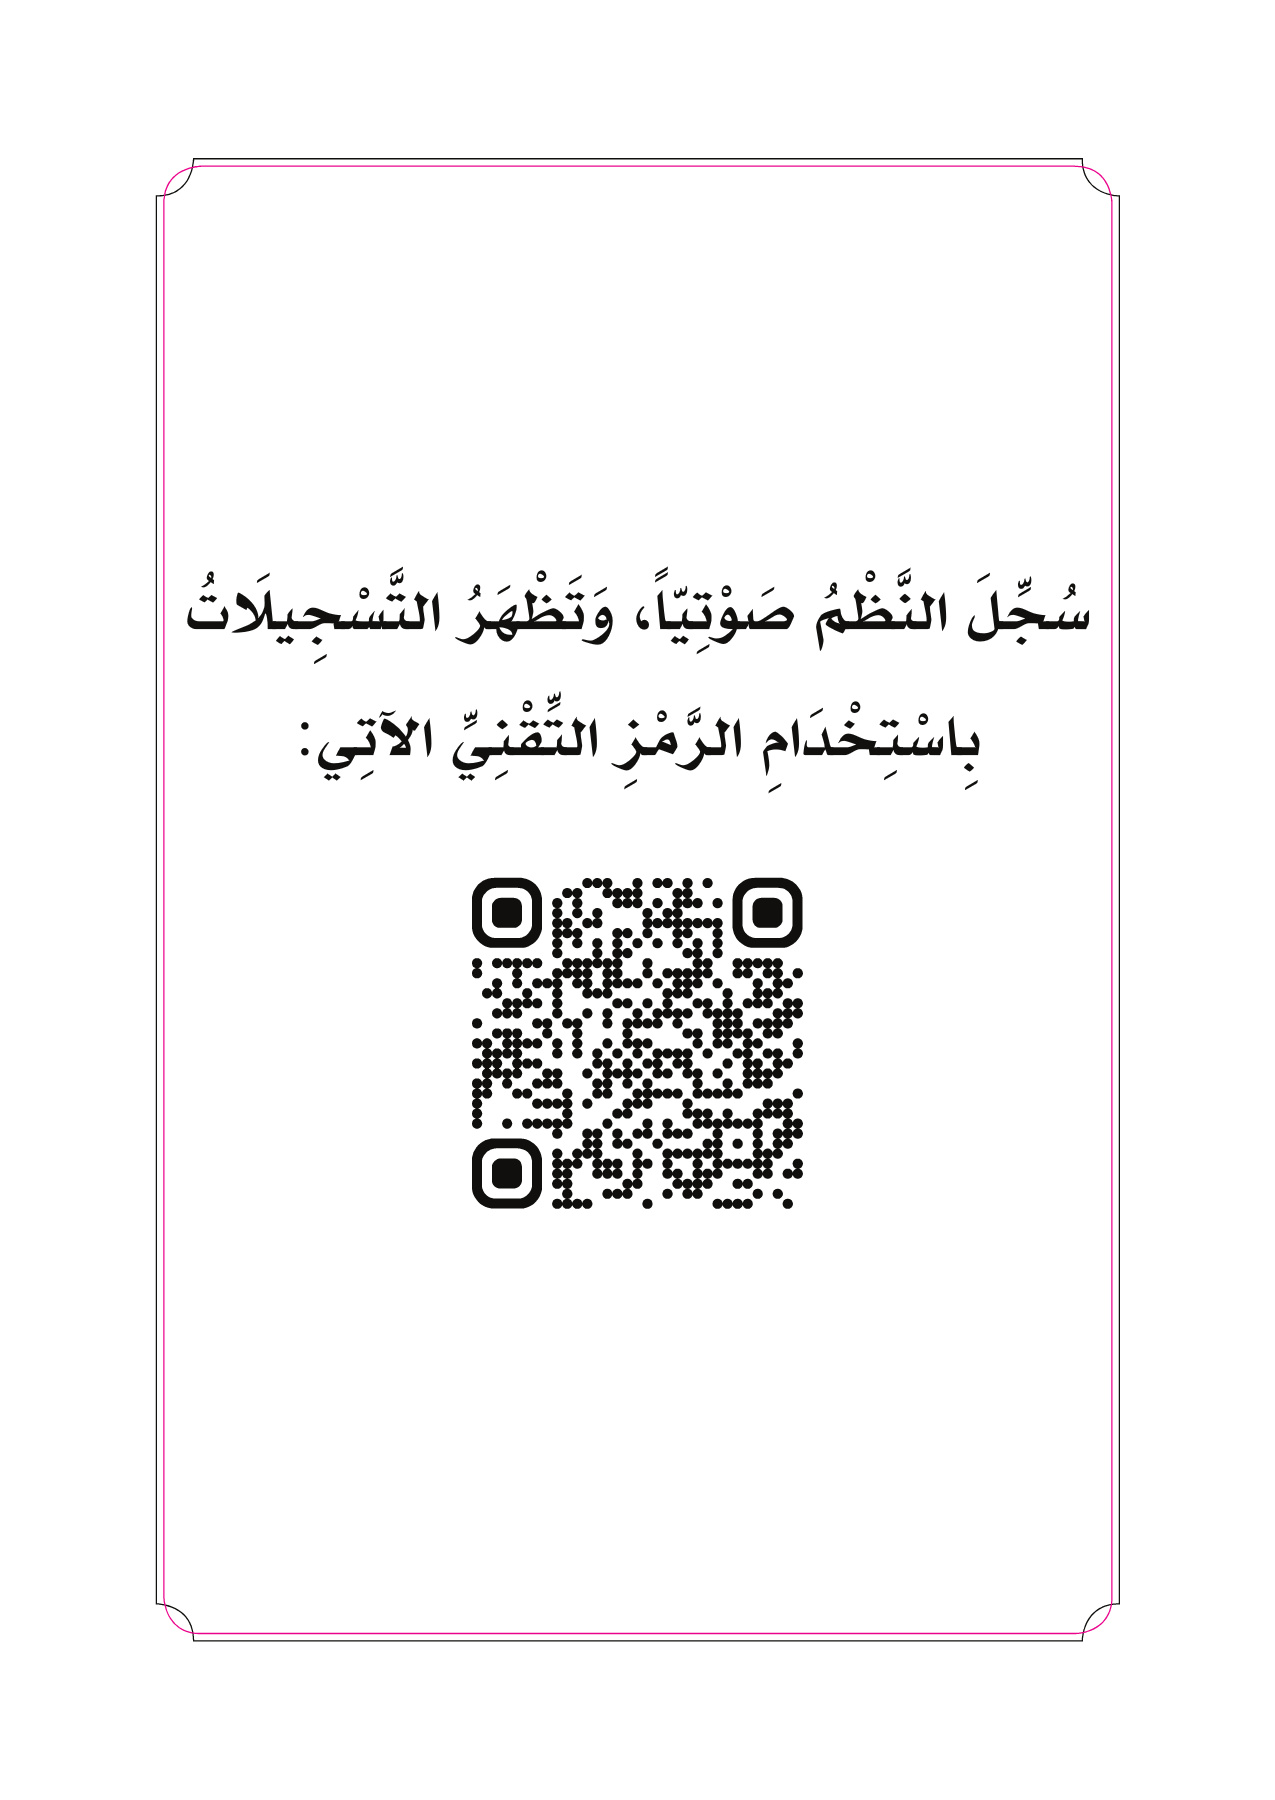 سُجِّلَ النَّظْمُ صَوْتِيّاً، وَتَظْهَرُ التَّسْجِيلَاتُ
بِاسْتِخْدَامِ الرَّمْزِ التِّقْنِيِّ الآتِي: